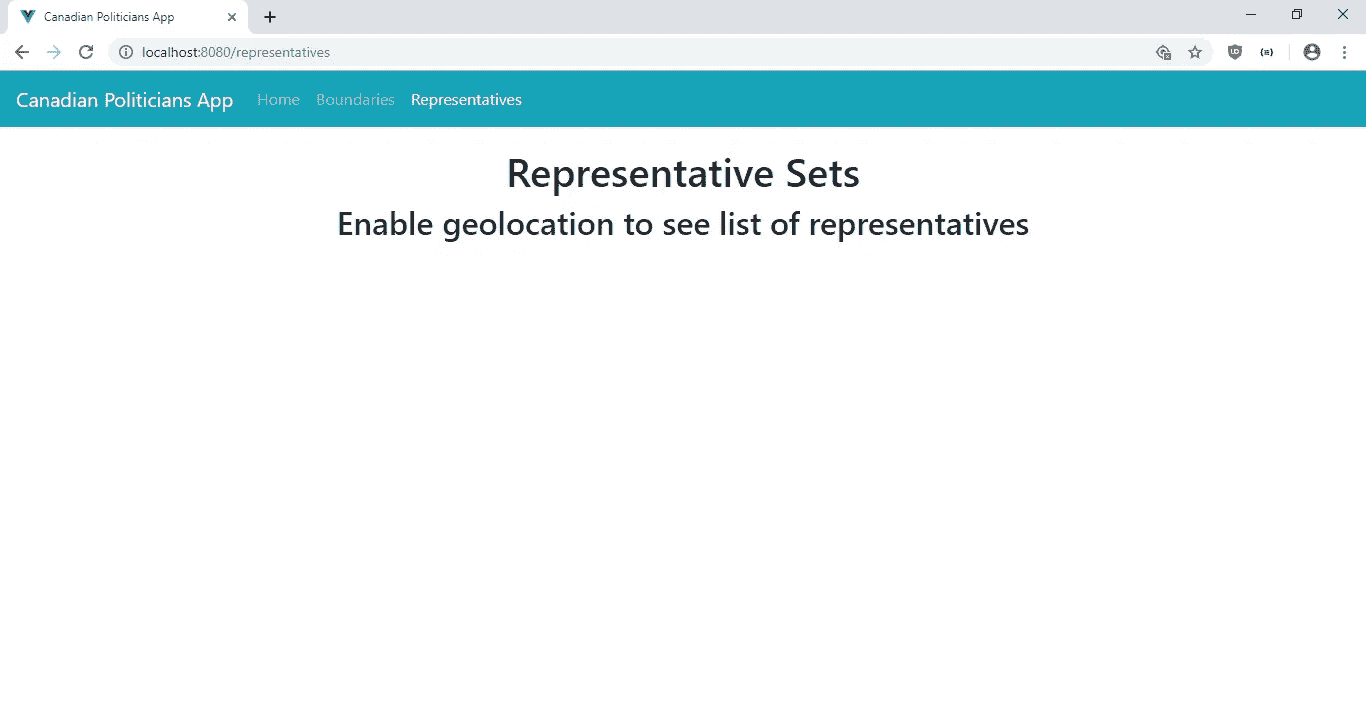 Canadian Politicians App
localhost:8080/representatives
Canadian Politicians App Home Boundaries Representatives
Representative Sets
Enable geolocation to see list of representatives